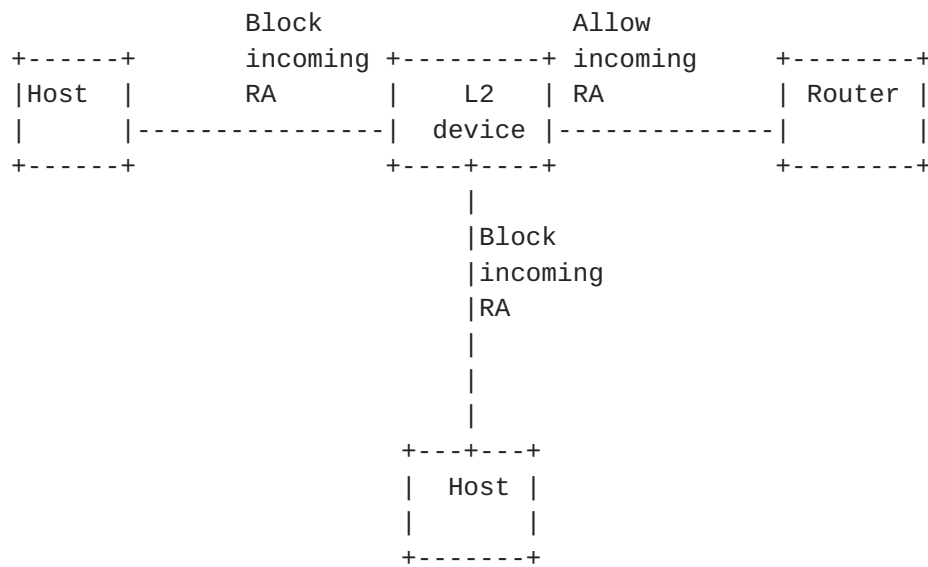 Block Allow
incoming incoming
Host RA L2 RA Router
device
Block
incoming
RA
Host